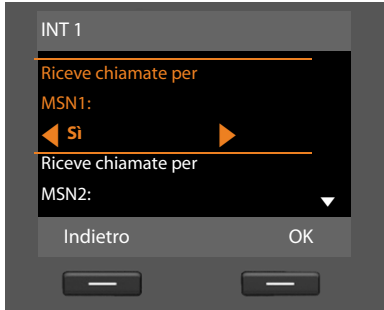 INT 1
Riceve chiamate per
MSN1:
Sì
Riceve chiamate per
MSN2:
Indietro
OK